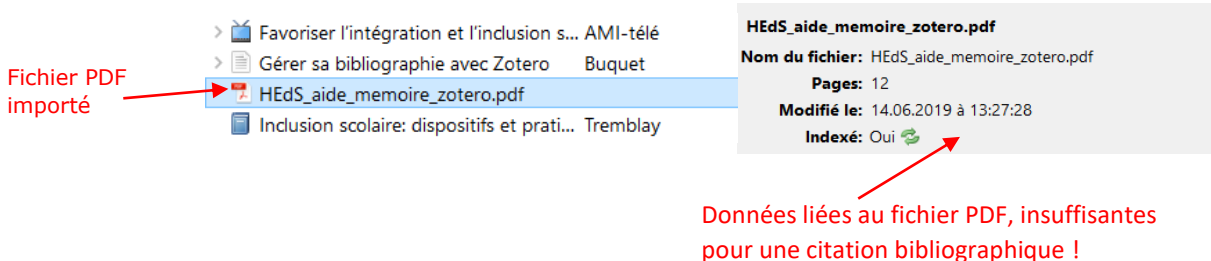 Favoriser l'intégration et l'inclusion s... AMI-télé
Gérer sa bibliographie avec Zotero Buquet
HEdS_aide_memoire_zotero.pdf
Inclusion scolaire: dispositifs et prati... Tremblay
Fichier PDF
importé
HEdS_aide_memoire_zotero.pdf
Nom du fichier: HEdS_aide_memoire_zotero.pdf
Pages: 12
Modifié le: 14.06.2019 à 13:27:28
Indexé: Oui
Données liées au fichier PDF, insuffisantes
pour une citation bibliographique !